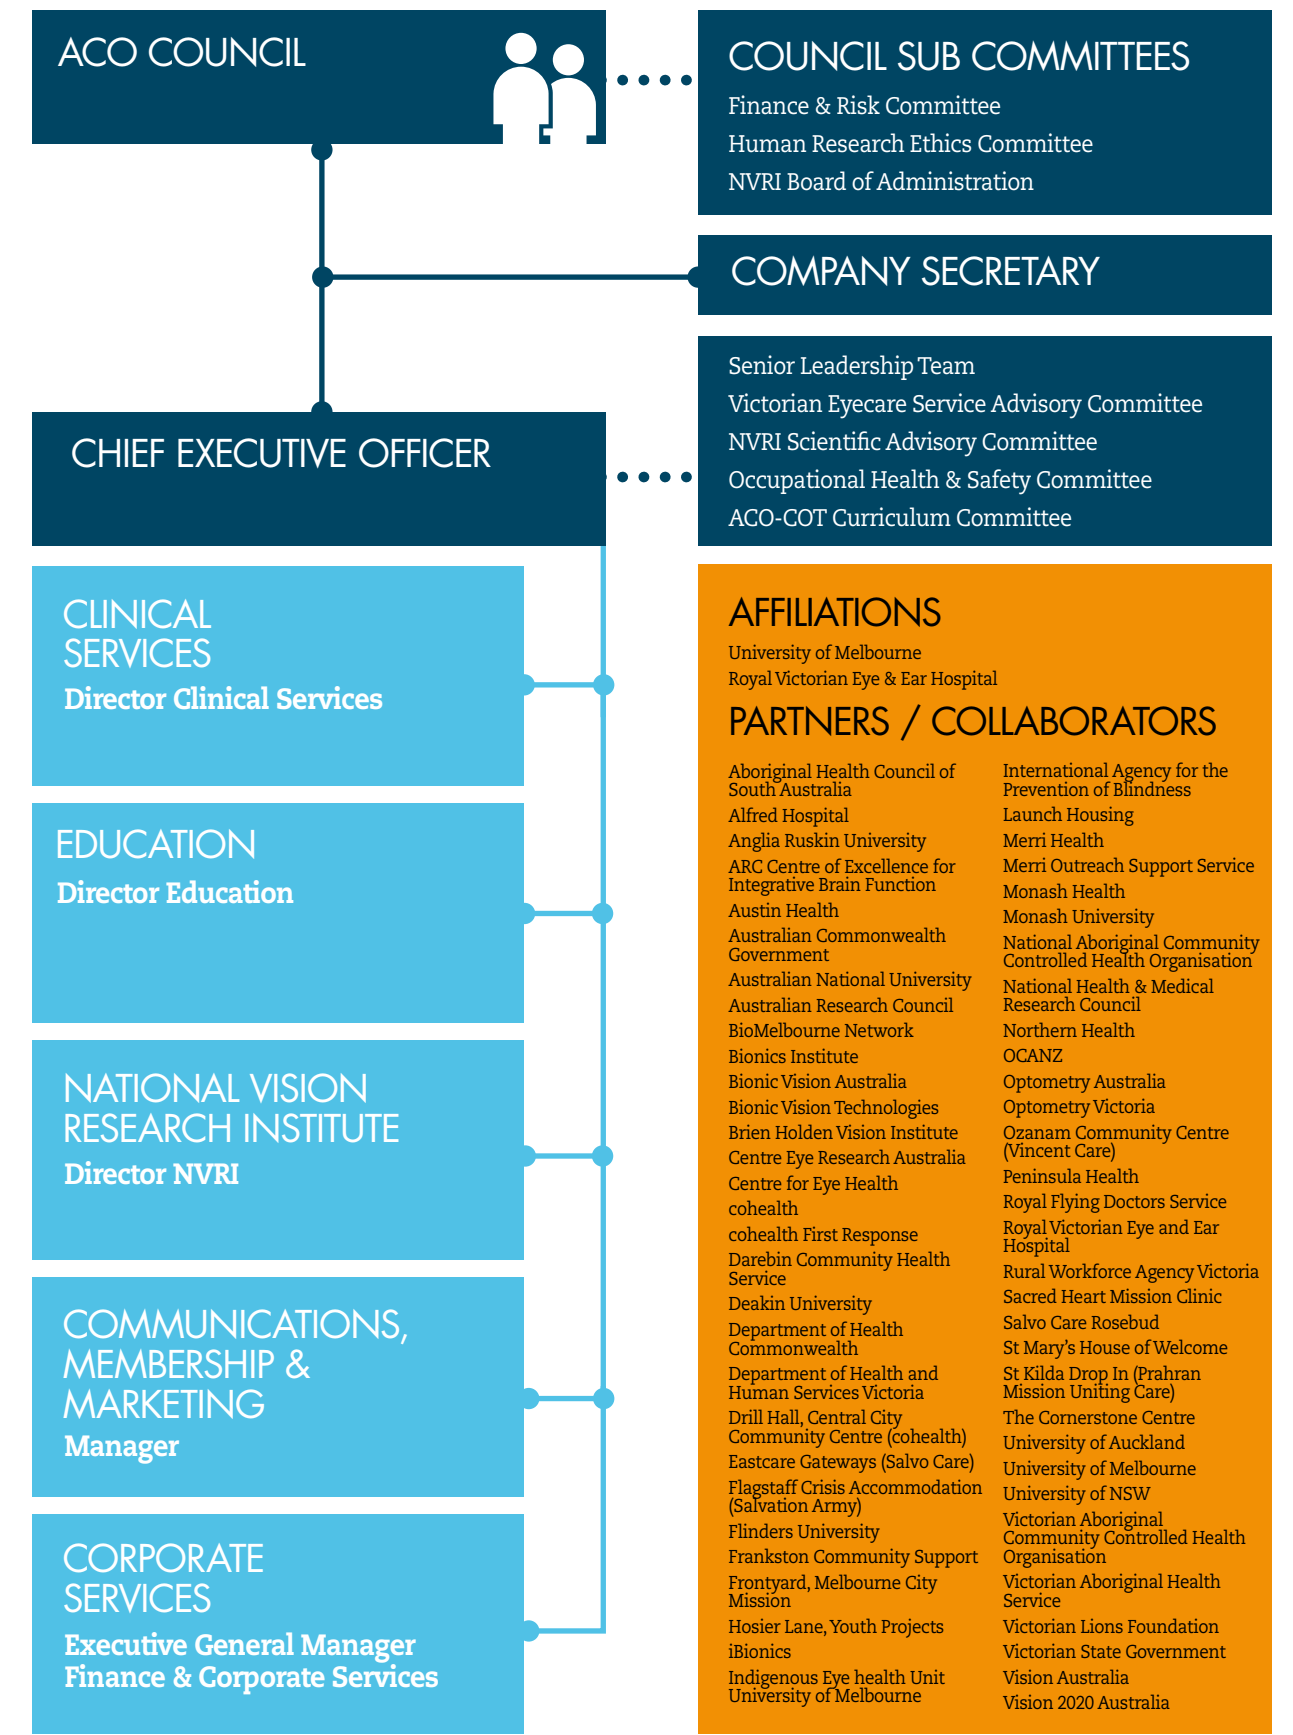 ACO COUNCIL
COUNCIL SUB COMMITTEES
Finance & Risk Committee
Human Research Ethics Committee
NVRI Board of Administration
COMPANY SECRETARY
CHIEF EXECUTIVE OFFICER
Senior Leadership Team
Victorian Eyecare Service Advisory Committee
NVRI Scientific Advisory Committee
Occupational Health & Safety Committee
ACO-COT Curriculum Committee
CLINICAL
SERVICES
Director Clinical Services
EDUCATION
Director Education
NATIONAL VISION
RESEARCH INSTITUTE
Director NVRI
COMMUNICATIONS,
MEMBERSHIP &
MARKETING
Manager
CORPORATE
SERVICES
Executive General Manager
Finance & Corporate Services
AFFILIATIONS
University of Melbourne
Royal Victorian Eye & Ear Hospital
PARTNERS / COLLABORATORS
Aboriginal Health Council of
South Australia
Alfred Hospital
Anglia Ruskin University
ARC Centre of Excellence for
Integrative Brain Function
Austin Health
Australian Commonwealth
Government
Australian National University
Australian Research Council
BioMelbourne Network
Bionics Institute
Bionic Vision Australia
Bionic Vision Technologies
Brien Holden Vision Institute
Centre Eye Research Australia
Centre for Eye Health
cohealth
cohealth First Response
Darebin Community Health
Service
Deakin University
Department of Health
Commonwealth
Department of Health and
Human Services Victoria
Drill Hall, Central City
Community Centre (cohealth)
Eastcare Gateways (Salvo Care)
Flagstaff Crisis Accommodation
(Salvation Army)
Flinders University
Frankston Community Support
Frontyard, Melbourne City
Mission
Hosier Lane, Youth Projects
iBionics
Indigenous Eye health Unit
University of Melbourne
International Agency for the
Prevention of Blindness
Launch Housing
Merri Health
Merri Outreach Support Service
Monash Health
Monash University
National Aboriginal Community
Controlled Health Organisation
National Health & Medical
Research Council
Northern Health
OCANZ
Optometry Australia
Optometry Victoria
Ozanam Community Centre
(Vincent Care)
Peninsula Health
Royal Flying Doctors Service
Royal Victorian Eye and Ear
Hospital
Rural Workforce Agency Victoria
Sacred Heart Mission Clinic
Salvo Care Rosebud
St Mary's House of Welcome
St Kilda Drop In (Prahran
Mission Uniting Care)
The Cornerstone Centre
University of Auckland
University of Melbourne
University of NSW
Victorian Aboriginal
Community Controlled Health
Organisation
Victorian Aboriginal Health
Service
Victorian Lions Foundation
Victorian State Government
Vision Australia
Vision 2020 Australia